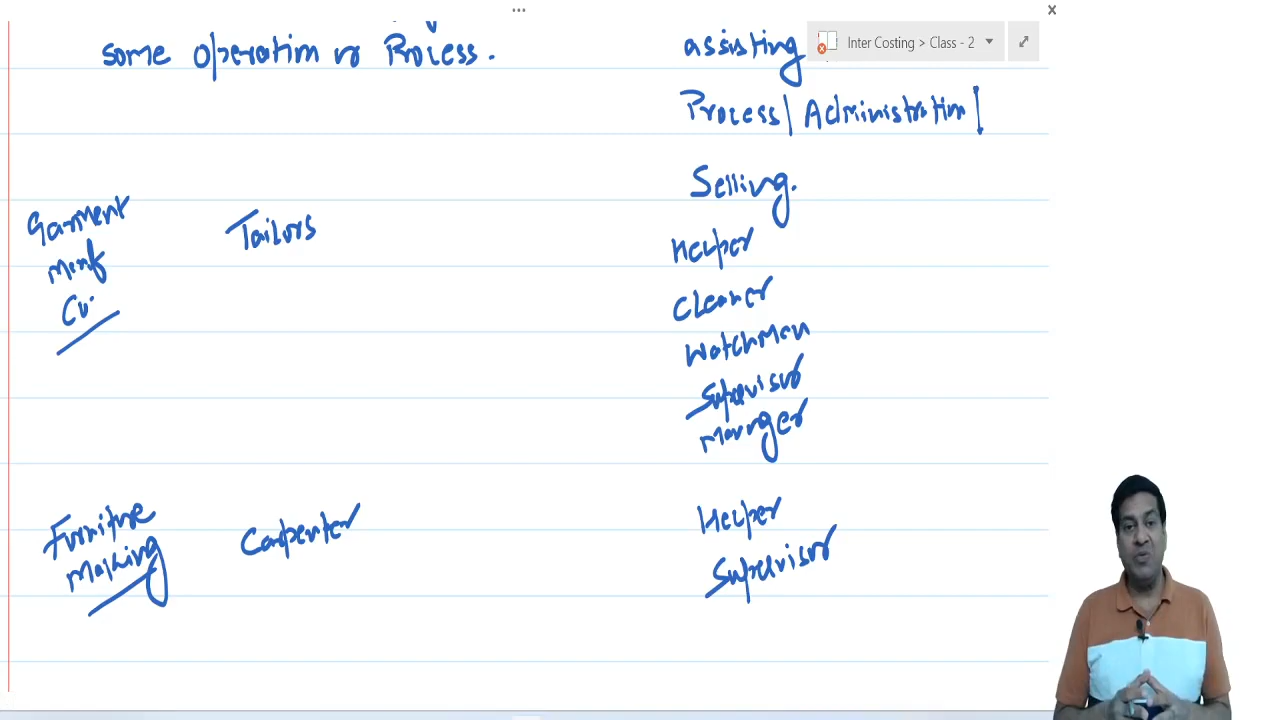 some operation or Process.
assisting
Inter Costing > Class - 2
Process / Administration /
Selling.
Garment
Manf
Co.
Tailors
Helper
Cleaner
Watchman
Supervisor
Manager
Furniture
Making
Carpenter
Helper
Supervisor